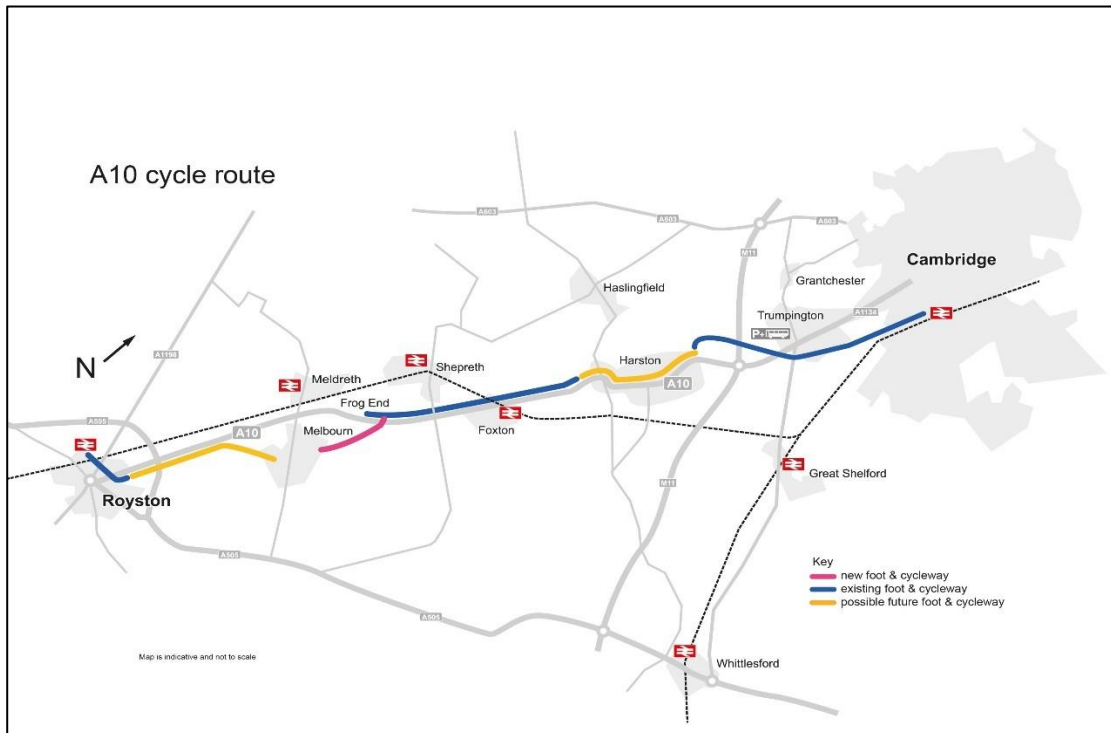 A10 cycle route
A603
A603
A603
M11
Cambridge
Grantchester
Haslingfield
Trumpington
A1134
P+
N
A1198
Harston
A10
Shepreth
Meldreth
Frog End
Foxton
Melbourn
A505
A10
Great Shelford
M11
Royston
A505
A505
Key
new foot & cycleway
existing foot & cycleway
possible future foot & cycleway
Map is indicative and not to scale
Whittlesford